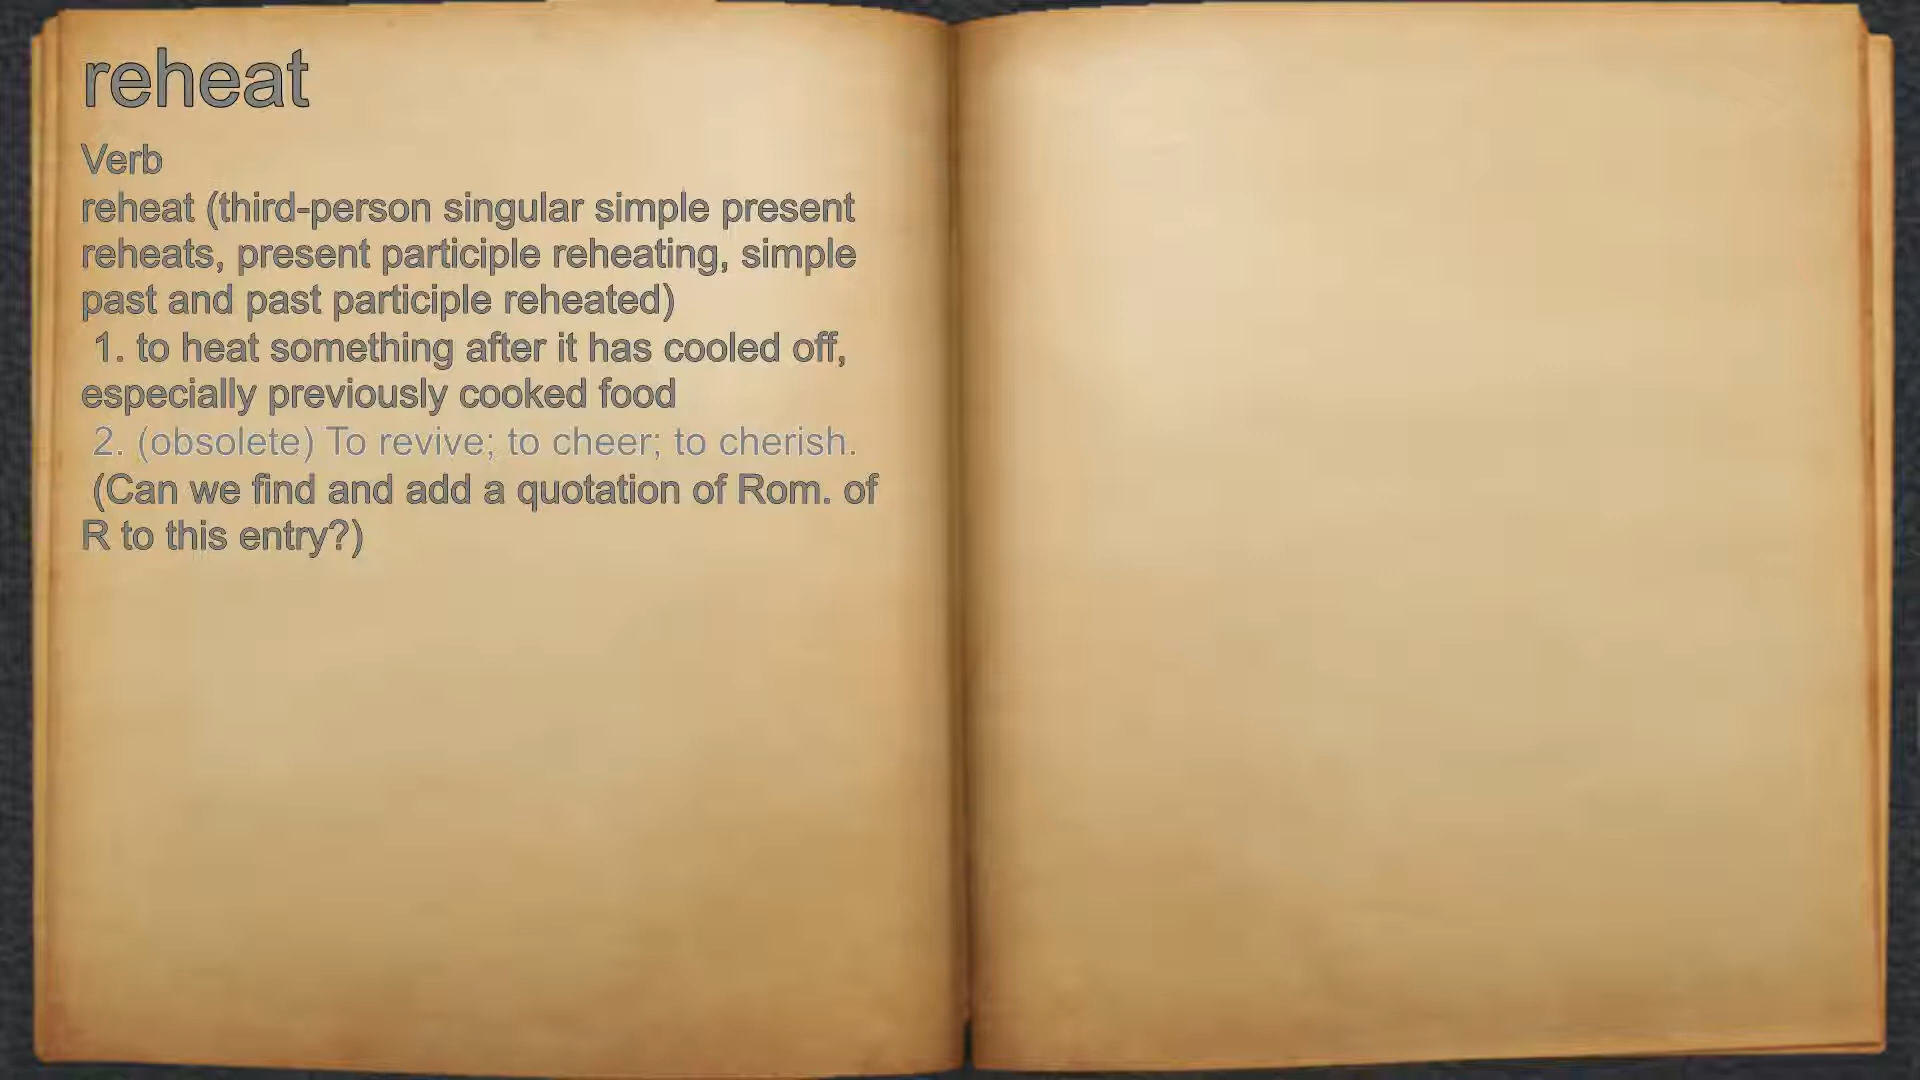 reheat
Verb
reheat (third-person singular simple present
reheats, present participle reheating, simple
past and past participle reheated)
1. to heat something after it has cooled off,
especially previously cooked food
2. (obsolete) To revive; to cheer; to cherish.
(Can we find and add a quotation of Rom. of
R to this entry?)